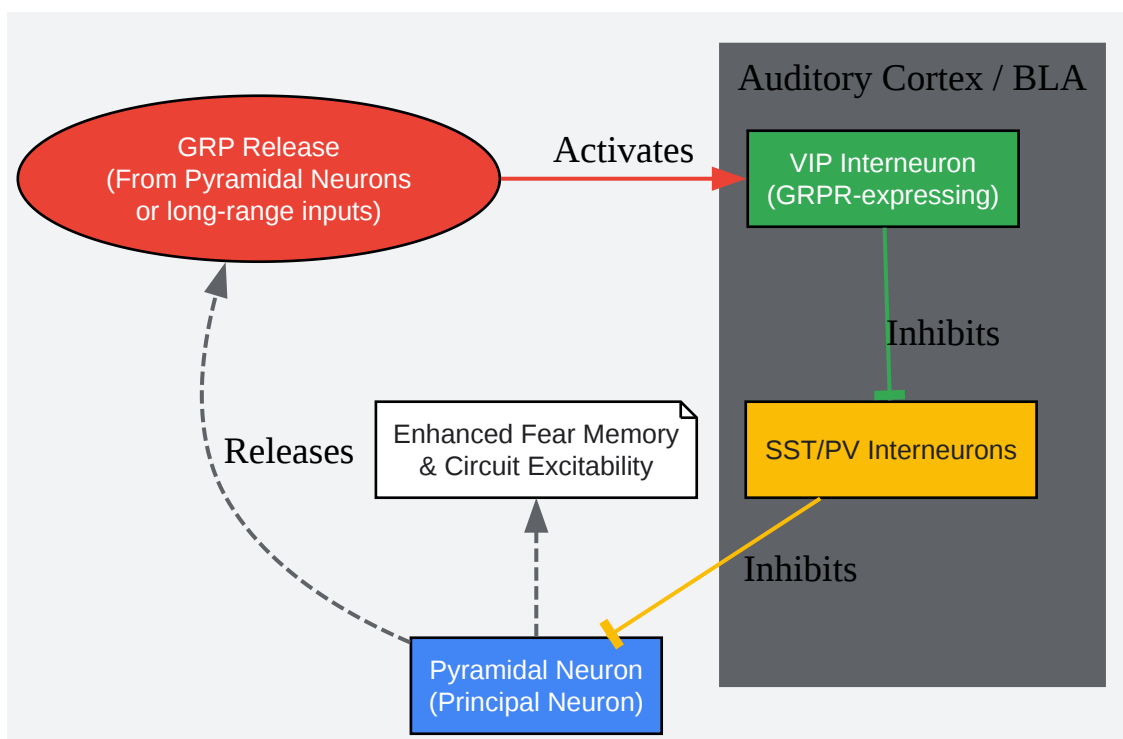 Auditory Cortex / BLA
GRP Release
(From Pyramidal Neurons
or long-range inputs)
Activates
VIP Interneuron
(GRPR-expressing)
Inhibits
Releases
Enhanced Fear Memory
& Circuit Excitability
SST/PV Interneurons
Inhibits
Pyramidal Neuron
(Principal Neuron)